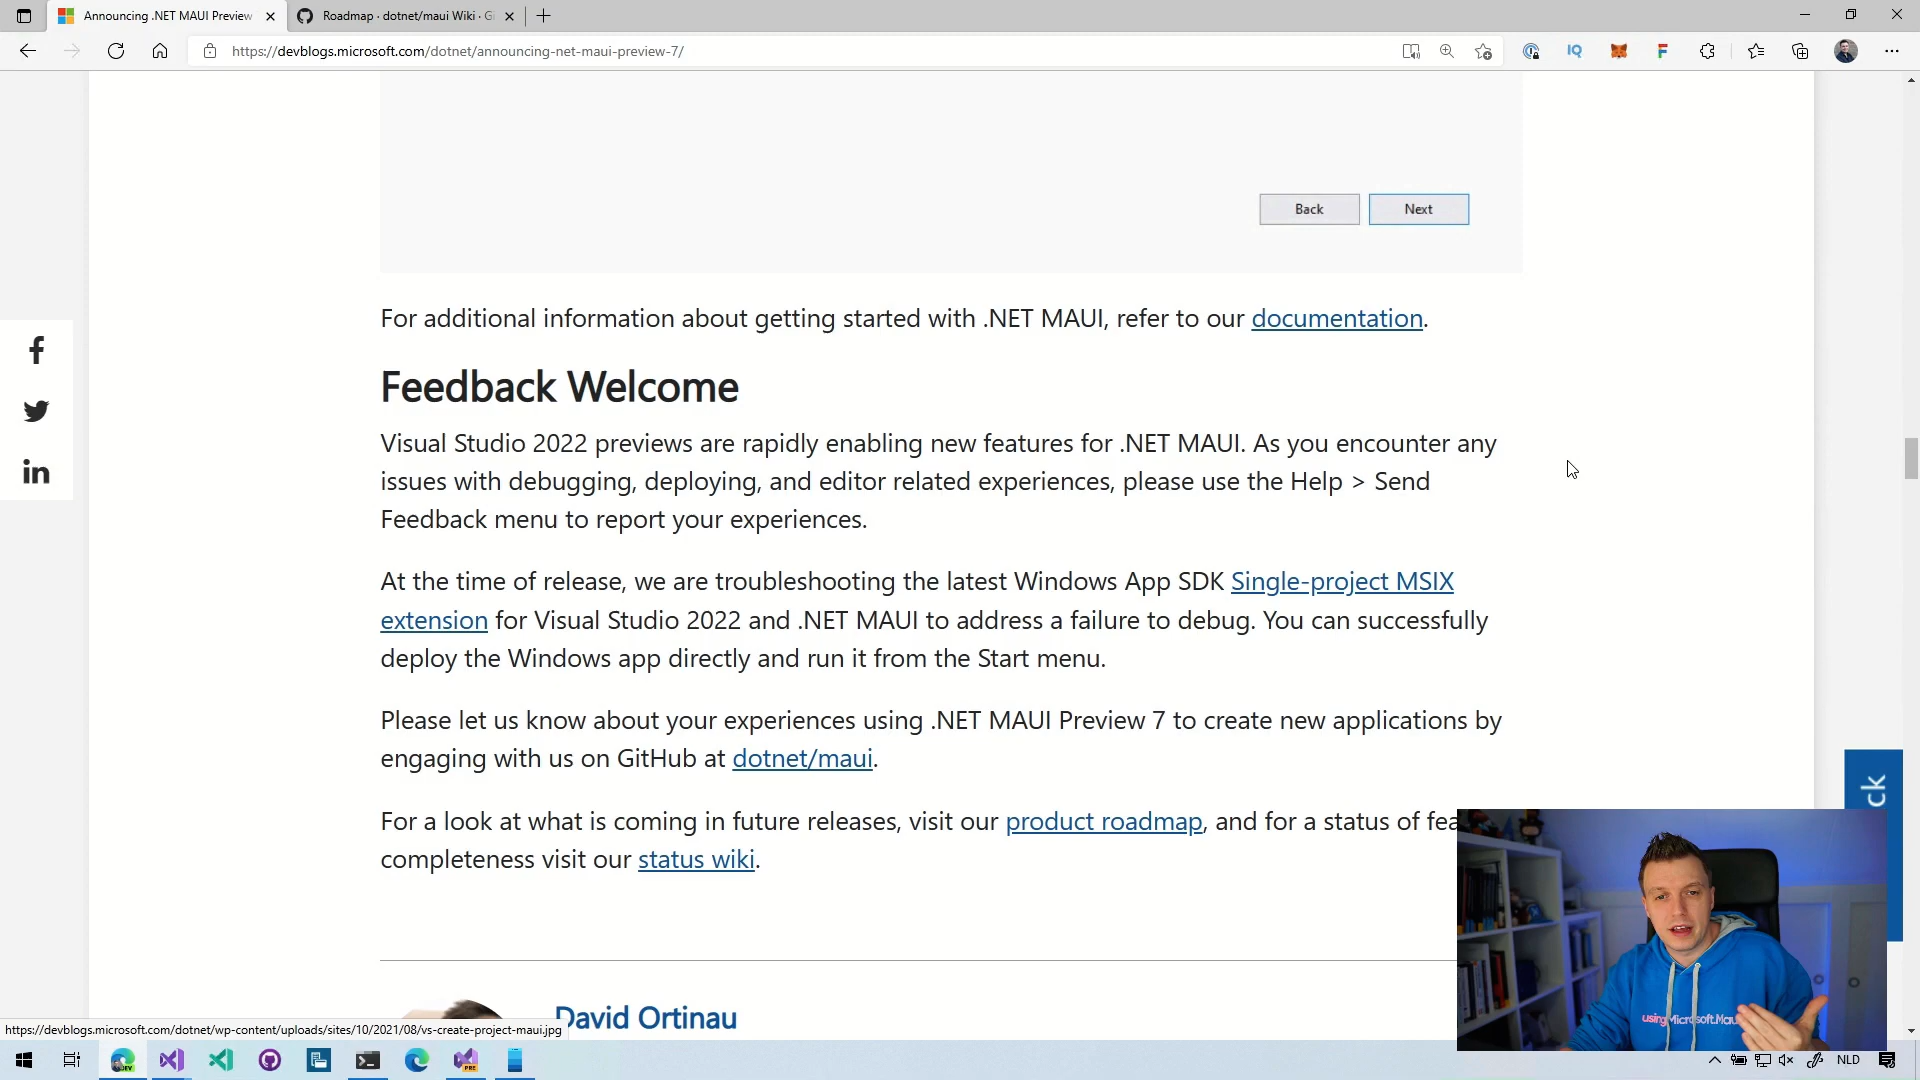 Announcing .NET MAUI Preview
Roadmap · dotnet/maui Wiki · Gi
https://devblogs.microsoft.com/dotnet/announcing-net-maui-preview-7/
IQ
F
Back
Next
For additional information about getting started with .NET MAUI, refer to our documentation.
Feedback Welcome
Visual Studio 2022 previews are rapidly enabling new features for .NET MAUI. As you encounter any
issues with debugging, deploying, and editor related experiences, please use the Help > Send
Feedback menu to report your experiences.
At the time of release, we are troubleshooting the latest Windows App SDK Single-project MSIX
extension for Visual Studio 2022 and .NET MAUI to address a failure to debug. You can successfully
deploy the Windows app directly and run it from the Start menu.
Please let us know about your experiences using .NET MAUI Preview 7 to create new applications by
engaging with us on GitHub at dotnet/maui.
For a look at what is coming in future releases, visit our product roadmap, and for a status of fea
completeness visit our status wiki.
ck
David Ortinau
using Microsoft.Maui
https://devblogs.microsoft.com/dotnet/wp-content/uploads/sites/10/2021/08/vs-create-project-maui.jpg
DEV
PRE
NLD